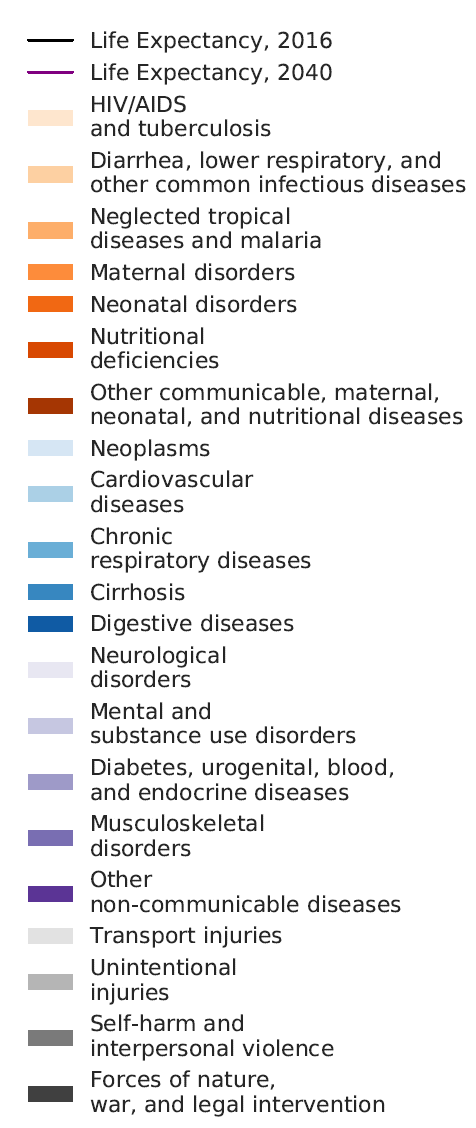 Life Expectancy, 2016
Life Expectancy, 2040
HIV/AIDS
and tuberculosis
Diarrhea, lower respiratory, and
other common infectious diseases
Neglected tropical
diseases and malaria
Maternal disorders
Neonatal disorders
Nutritional
deficiencies
Other communicable, maternal,
neonatal, and nutritional diseases
Neoplasms
Cardiovascular
diseases
Chronic
respiratory diseases
Cirrhosis
Digestive diseases
Neurological
disorders
Mental and
substance use disorders
Diabetes, urogenital, blood,
and endocrine diseases
Musculoskeletal
disorders
Other
non-communicable diseases
Transport injuries
Unintentional
injuries
Self-harm and
interpersonal violence
Forces of nature,
war, and legal intervention